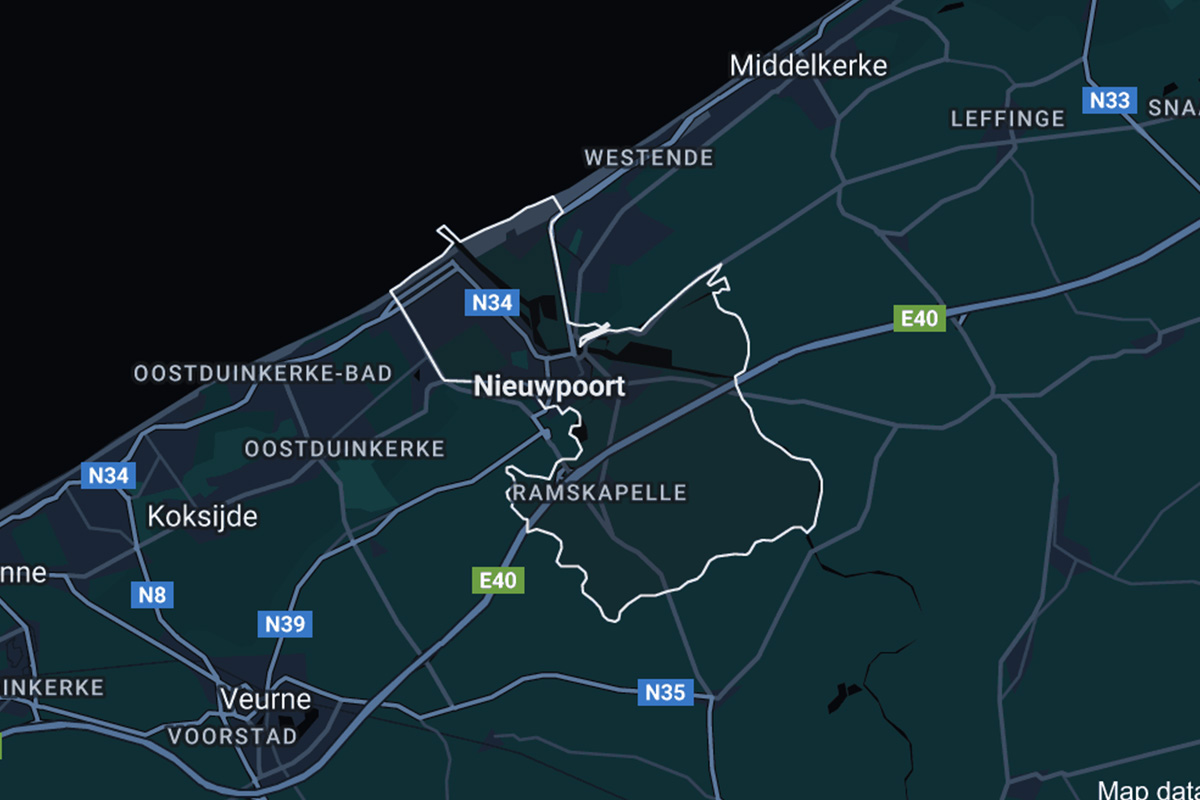 Middelkerke
N33
LEFFINGE
SNA
WESTENDE
N34
E40
OOSTDUINKERKE-BAD
Nieuwpoort
OOSTDUINKERKE
N34
RAMSKAPELLE
Koksijde
nne
E40
N8
N39
INKERKE
Veurne
N35
VOORSTAD
Map data